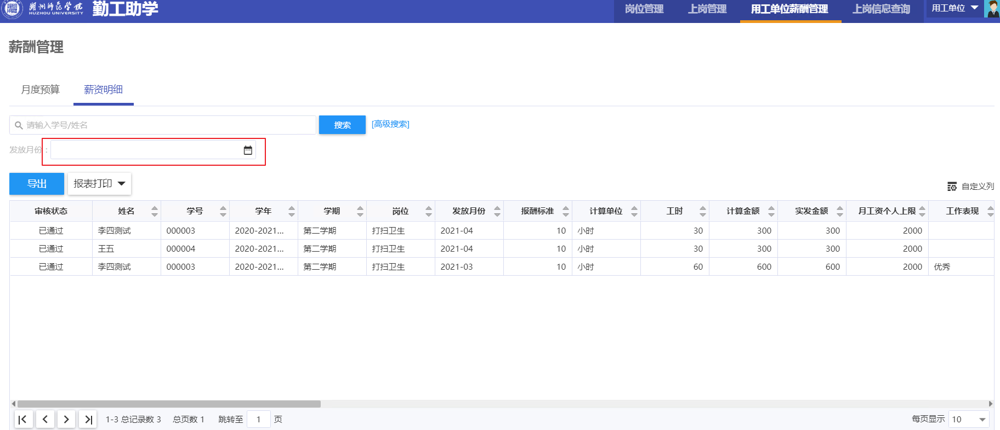 湖州师范学院
HUZHOU UNIVERSITY
勤工助学
岗位管理 上岗管理 用工单位薪酬管理 上岗信息查询 用工单位
薪酬管理
月度预算 薪资明细
请输入学号/姓名 搜索 [高级搜索]
发放月份 :
导出 报表打印 自定义列
审核状态 姓名 学号 学年 学期 岗位 发放月份 报酬标准 计算单位 工时 计算金额 实发金额 月工资个人上限 工作表现
已通过 李四测试 000003 2020-2021... 第二学期 打扫卫生 2021-04 10 小时 30 300 300 2000
已通过 王五 000004 2020-2021... 第二学期 打扫卫生 2021-04 10 小时 30 300 300 2000
已通过 李四测试 000003 2020-2021... 第二学期 打扫卫生 2021-03 10 小时 60 600 600 2000 优秀
1-3 总记录数 3 总页数 1 跳转至 1 页 每页显示 10